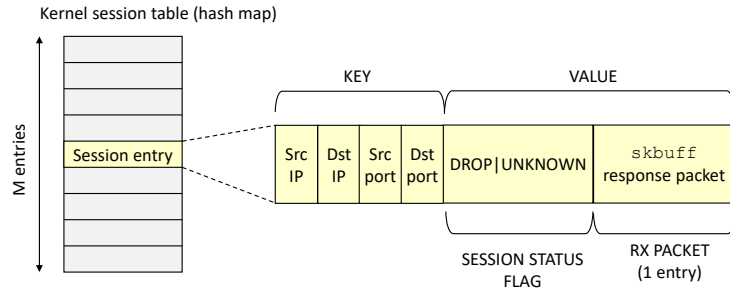 Kernel session table (hash map)
M entries
Session entry
KEY
VALUE
Src
IP
Dst
IP
Src
port
Dst
port
DROP|UNKNOWN
skbuff
response packet
SESSION STATUS
FLAG
RX PACKET
(1 entry)